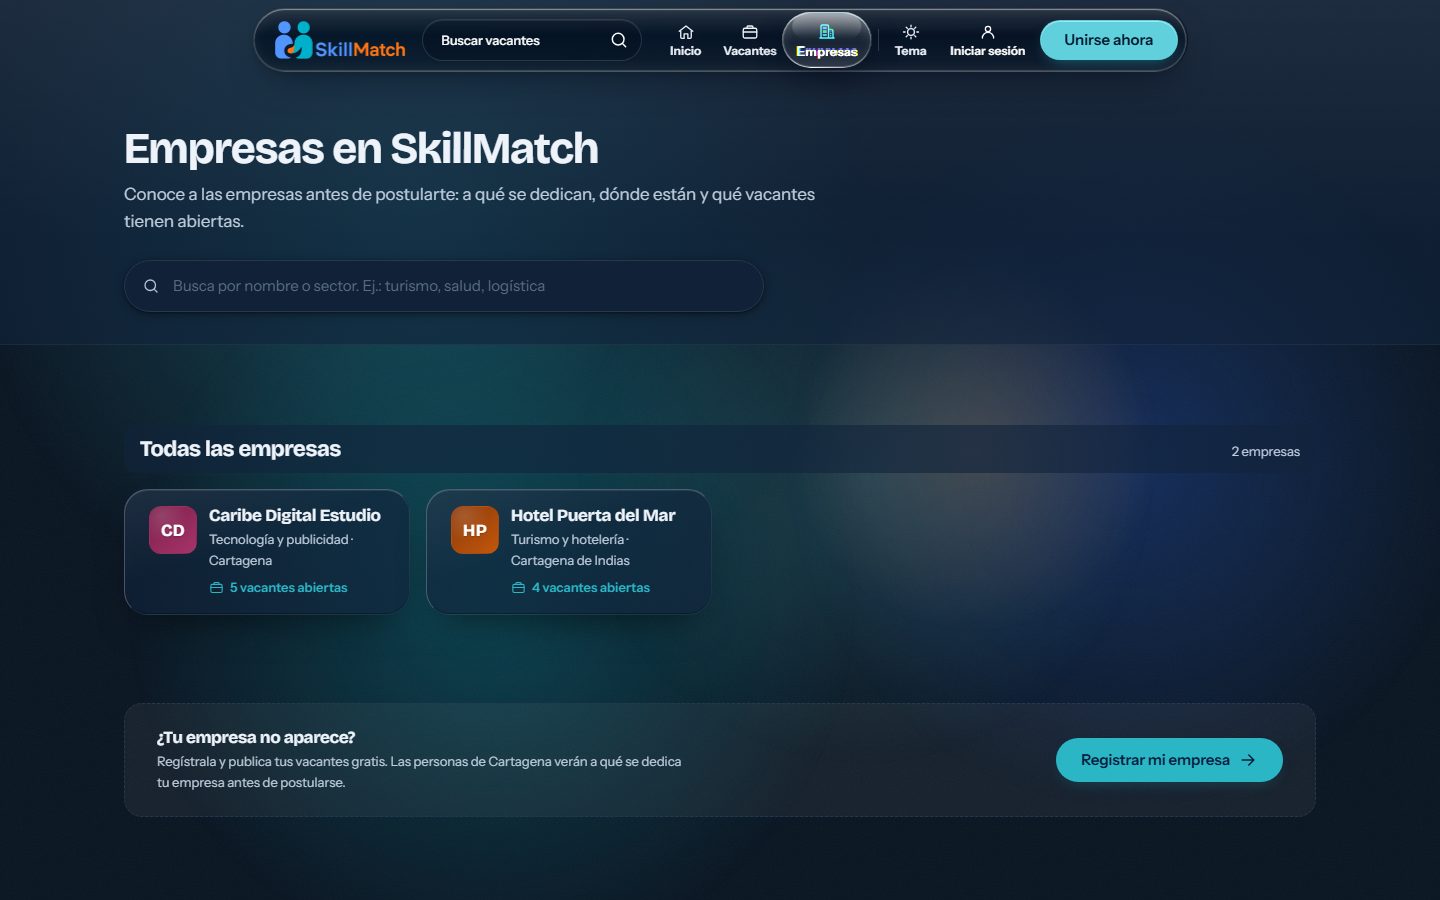 SkillMatch
Buscar vacantes
Inicio
Vacantes
Empresas
Tema
Iniciar sesión
Unirse ahora
Empresas en SkillMatch
Conoce a las empresas antes de postularte: a qué se dedican, dónde están y qué vacantes
tienen abiertas.
Busca por nombre o sector. Ej.: turismo, salud, logística
Todas las empresas
2 empresas
CD
Caribe Digital Estudio
Tecnología y publicidad ·
Cartagena
5 vacantes abiertas
HP
Hotel Puerta del Mar
Turismo y hotelería ·
Cartagena de Indias
4 vacantes abiertas
¿Tu empresa no aparece?
Regístrala y publica tus vacantes gratis. Las personas de Cartagena verán a qué se dedica
tu empresa antes de postularse.
Registrar mi empresa